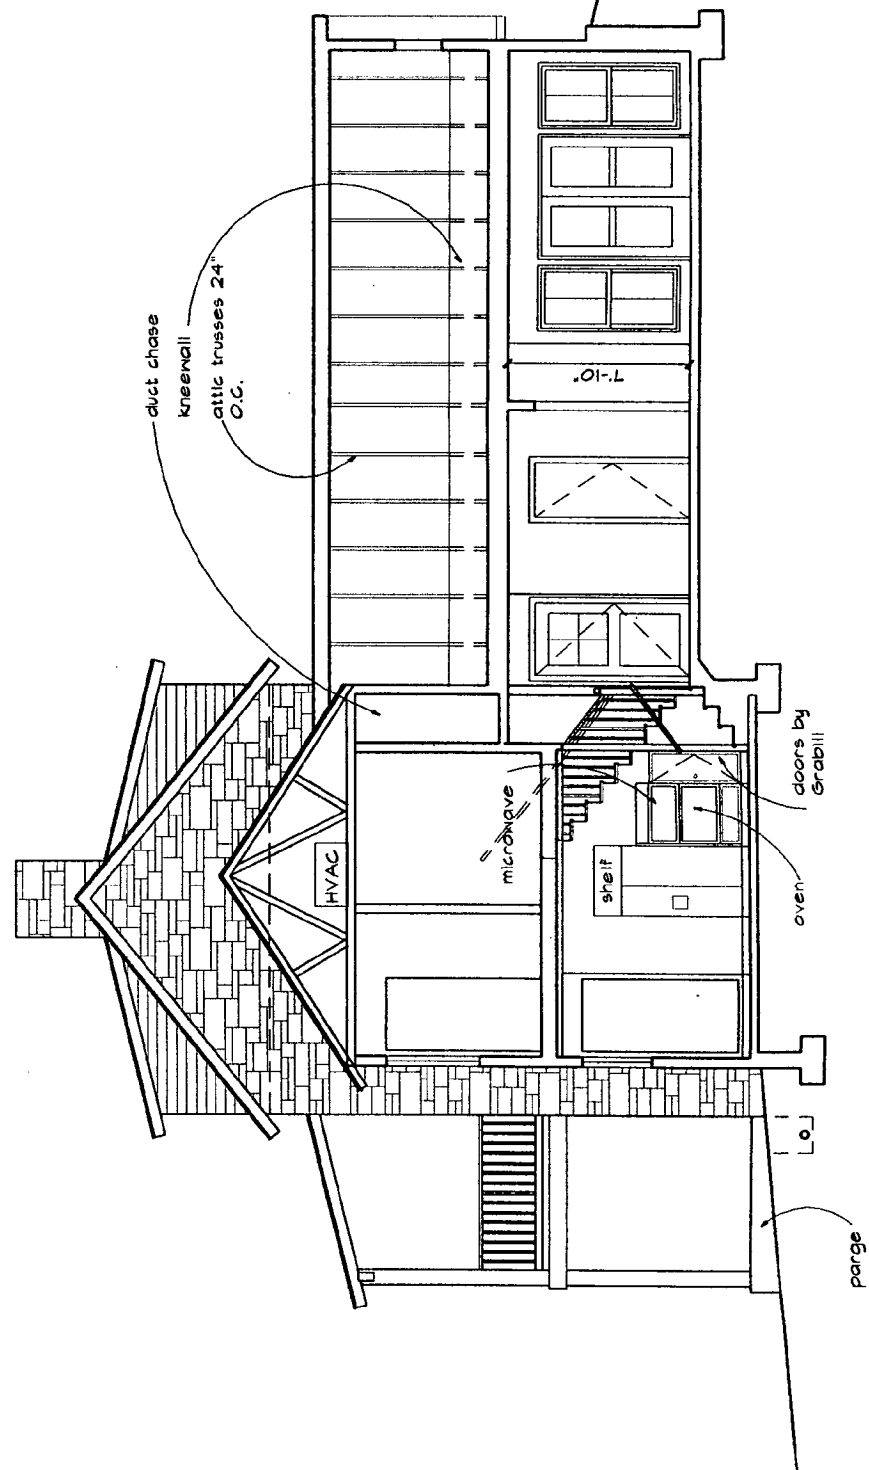 duct chase
kneewall
attic trusses 24"
O.C.
7'-10"
HVAC
microwave
shelf
doors by
Grabill
oven
parge